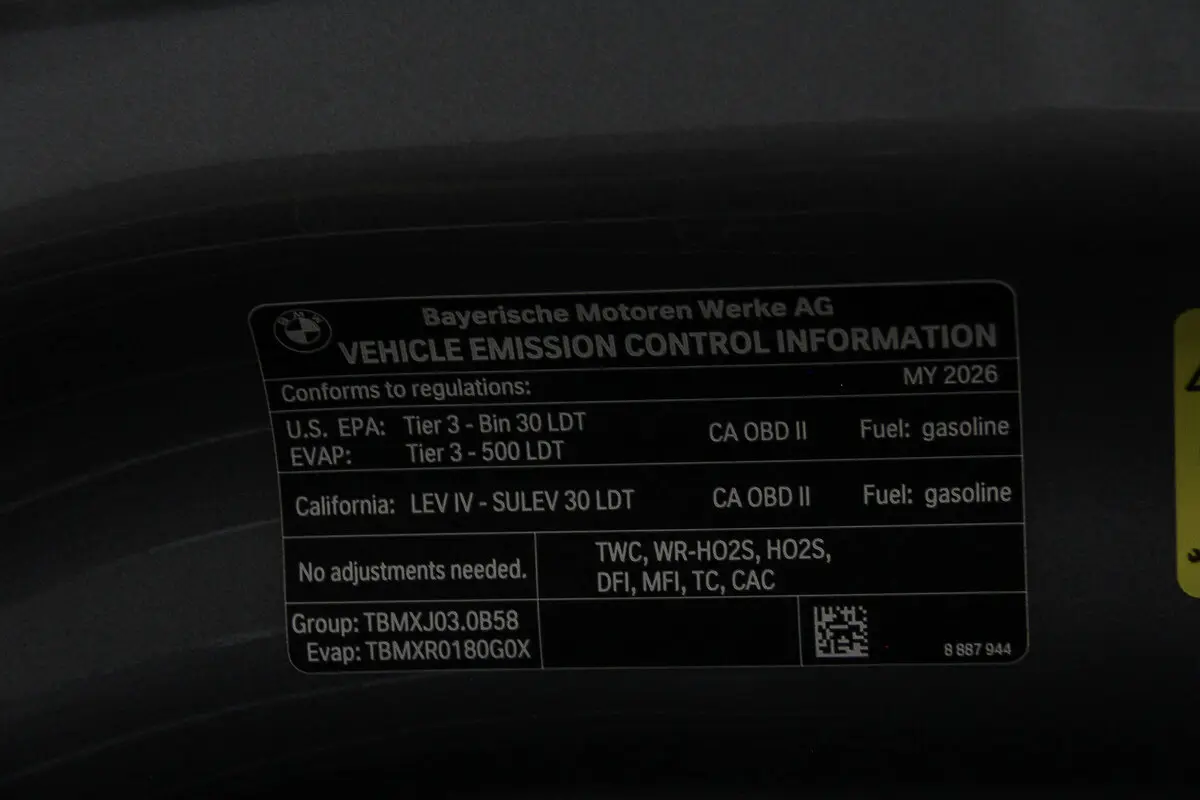 BMW
Bayerische Motoren Werke AG
VEHICLE EMISSION CONTROL INFORMATION
Conforms to regulations: MY 2026
U.S. EPA: Tier 3 - Bin 30 LDT CA OBD II Fuel: gasoline
EVAP: Tier 3 - 500 LDT
California: LEV IV - SULEV 30 LDT CA OBD II Fuel: gasoline
No adjustments needed.
TWC, WR-HO2S, HO2S,
DFI, MFI, TC, CAC
Group: TBMXJ03.0B58
Evap: TBMXR0180G0X
8 887 944